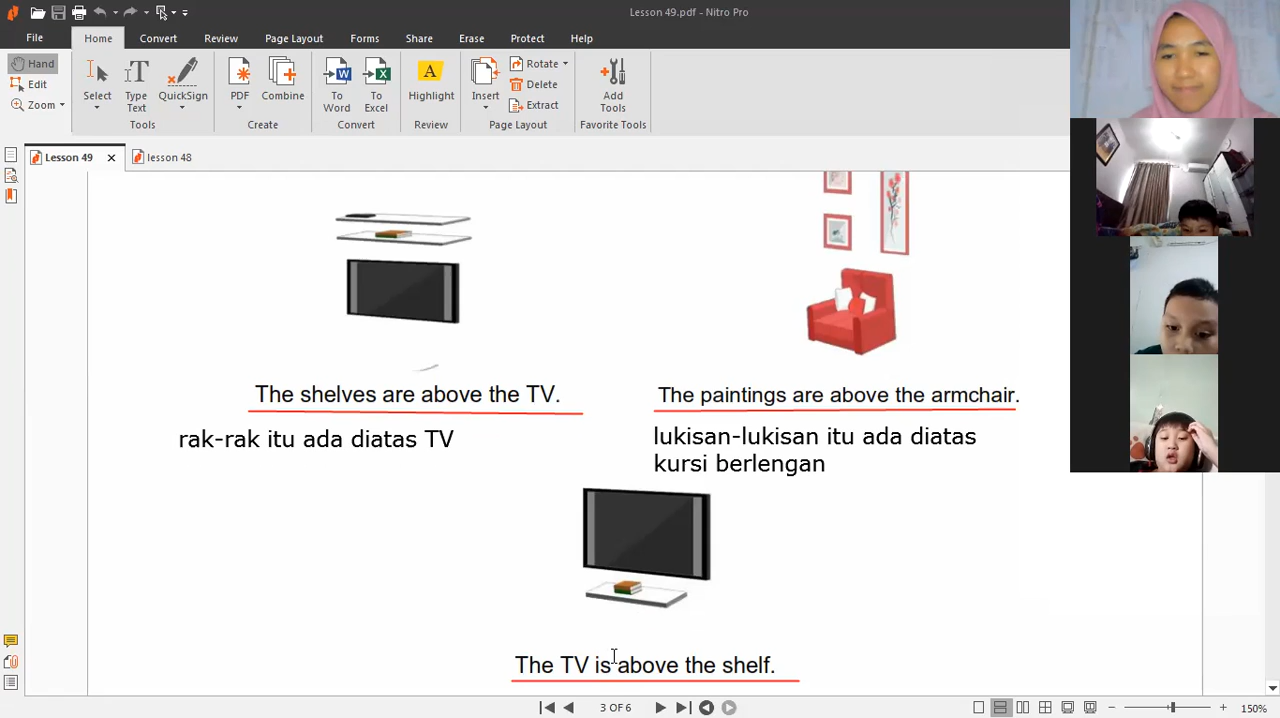 Lesson 49.pdf - Nitro Pro
File Home Convert Review Page Layout Forms Share Erase Protect Help
Hand
Edit
Zoom
Select
Type Text
QuickSign
Tools
PDF
Combine
Create
To Word
To Excel
Convert
Highlight
Review
Insert
Rotate
Delete
Extract
Page Layout
Add Tools
Favorite Tools
Lesson 49
lesson 48
The shelves are above the TV.
rak-rak itu ada diatas TV
The paintings are above the armchair.
lukisan-lukisan itu ada diatas
kursi berlengan
The TV is above the shelf.
3 OF 6
150%